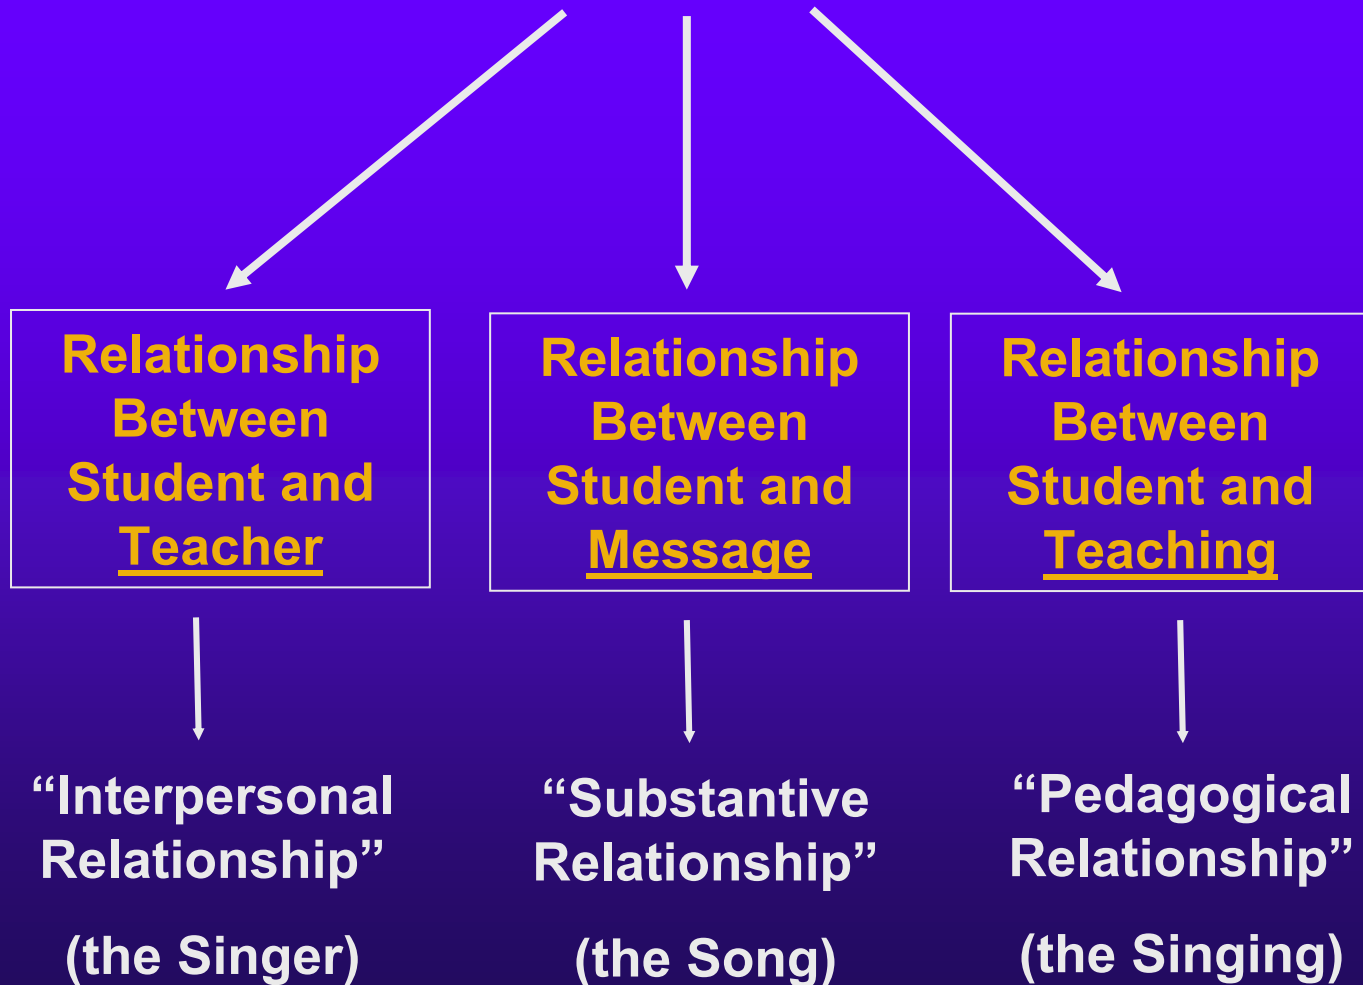 Relationship
Between
Student and
Teacher
Relationship
Between
Student and
Message
Relationship
Between
Student and
Teaching
“Interpersonal
Relationship”
(the Singer)
“Substantive
Relationship”
(the Song)
“Pedagogical
Relationship”
(the Singing)